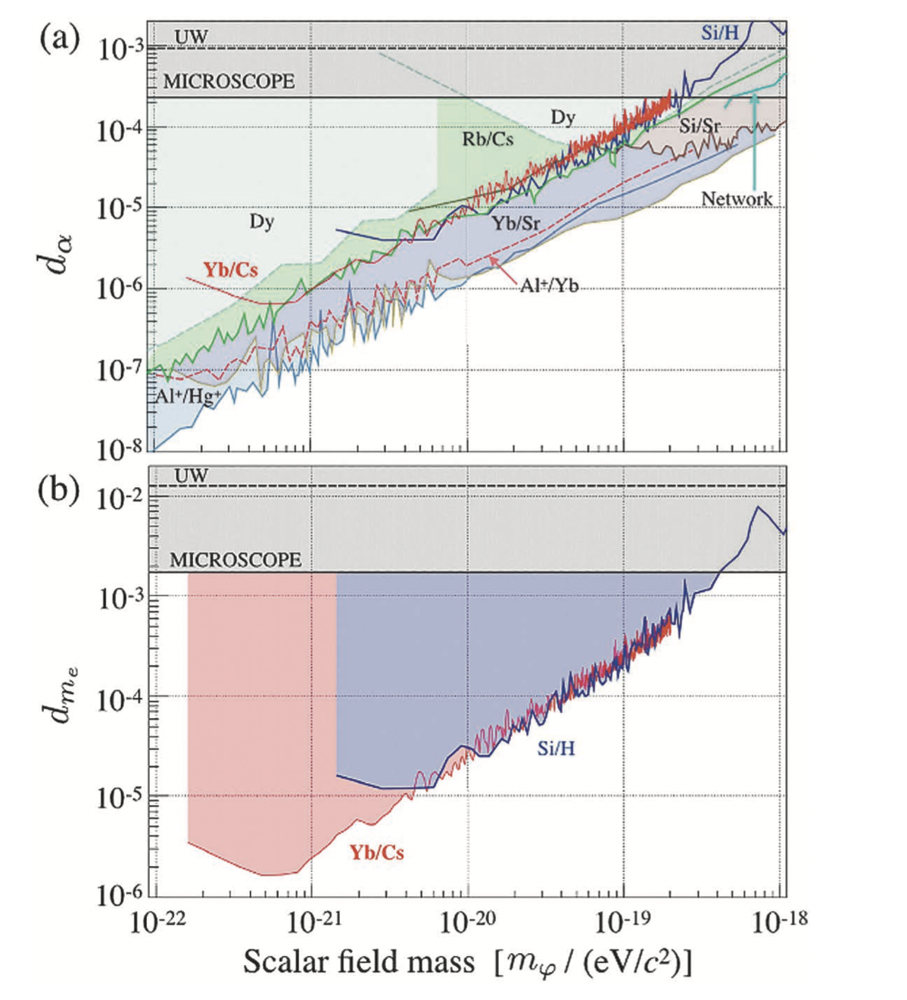 (a)
UW
Si/H
10-3
MICROSCOPE
Dy
Si/Sr
10-4
Rb/Cs
Network
10-5
Dy
Yb/Sr
dα
Yb/Cs
Al+/Yb
10-6
10-7
Al+/Hg+
10-8
(b)
UW
10-2
MICROSCOPE
10-3
dme
10-4
Si/H
10-5
Yb/Cs
10-6
10-22 10-21 10-20 10-19 10-18
Scalar field mass [mφ / (eV/c2)]